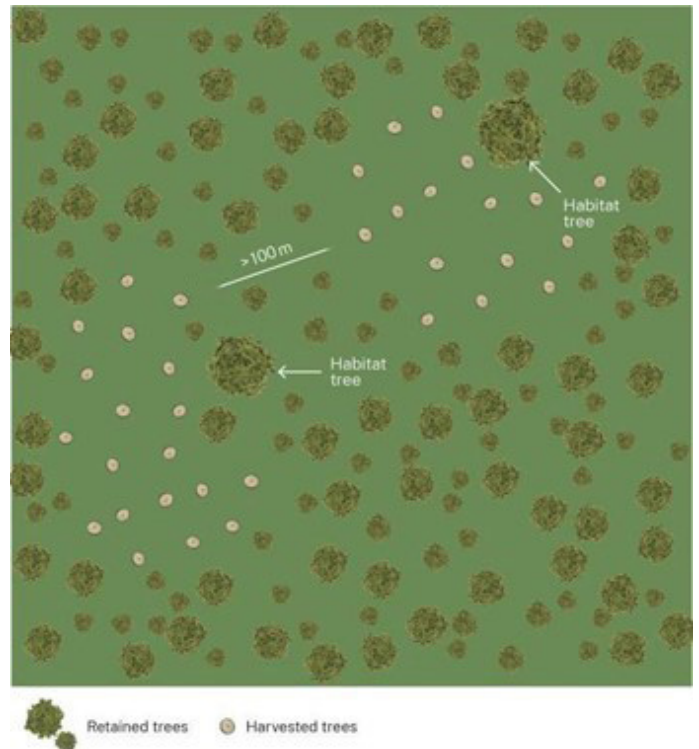 Habitat
tree
>100 m
Habitat
tree
Retained trees
Harvested trees